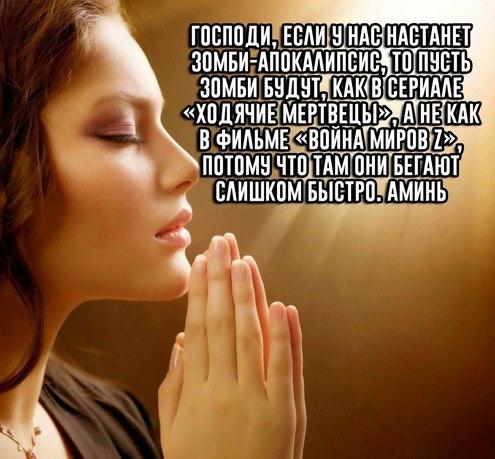 ГОСПОДИ, ЕСЛИ У НАС НАСТАНЕТ
ЗОМБИ-АПОКАЛИПСИС, ТО ПУСТЬ
ЗОМБИ БУДУТ, КАК В СЕРИАЛЕ
«ХОДЯЧИЕ МЕРТВЕЦЫ», А НЕ КАК
В ФИЛЬМЕ «ВОЙНА МИРОВ Z»,
ПОТОМУ ЧТО ТАМ ОНИ БЕГАЮТ
СЛИШКОМ БЫСТРО. АМИНЬ